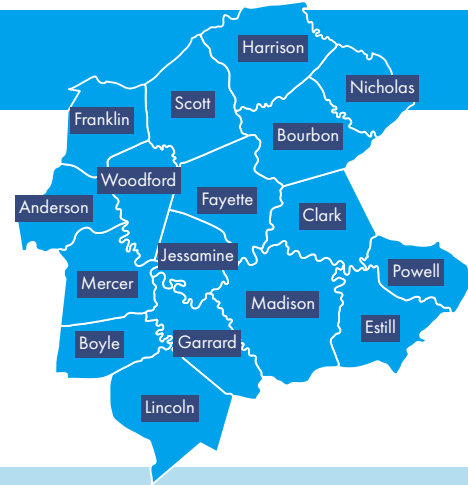 Harrison
Nicholas
Scott
Franklin
Bourbon
Woodford
Fayette
Anderson
Clark
Jessamine
Powell
Mercer
Madison
Estill
Boyle
Garrard
Lincoln